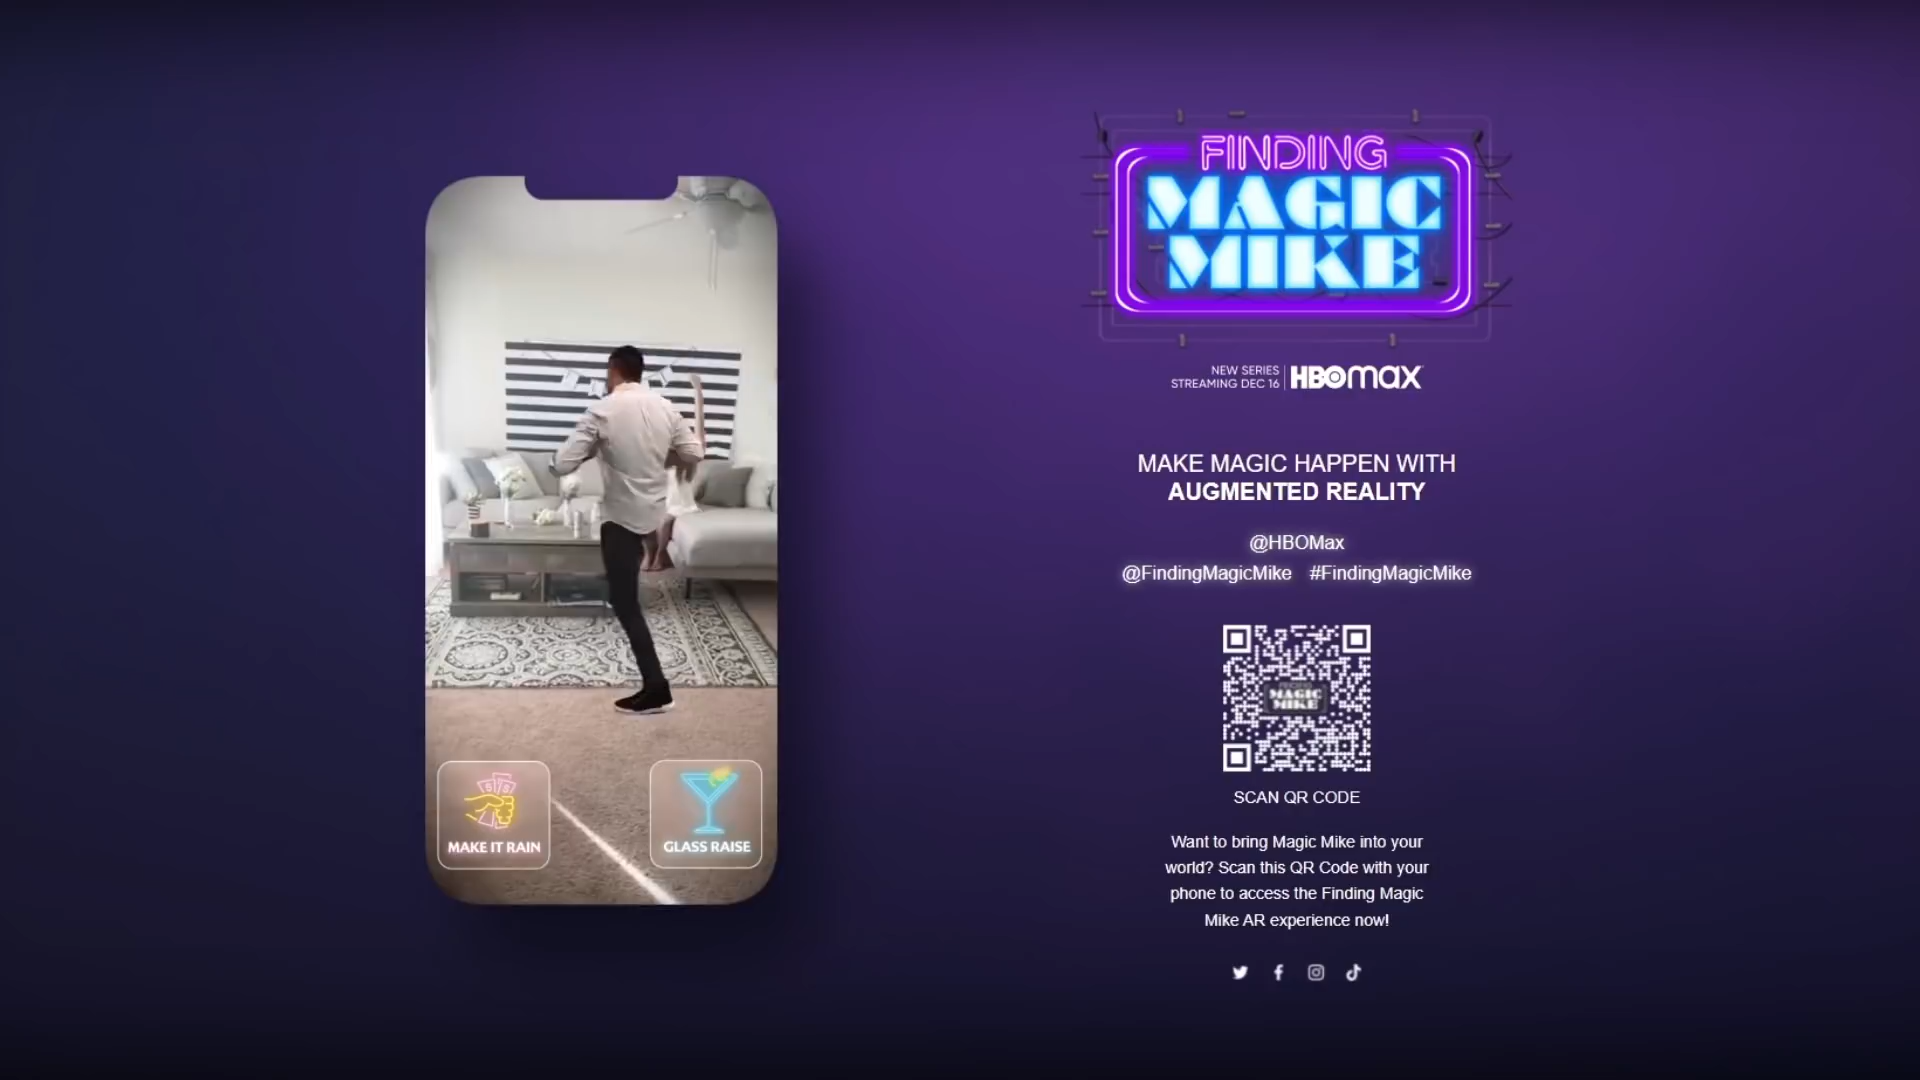 FINDING
MAGIC
MIKE
NEW SERIES
STREAMING DEC 16
HBOMAX
MAKE MAGIC HAPPEN WITH
AUGMENTED REALITY
@HBOMax
@FindingMagicMike #FindingMagicMike
MAGIC
MIKE
SCAN QR CODE
Want to bring Magic Mike into your
world? Scan this QR Code with your
phone to access the Finding Magic
Mike AR experience now!
MAKE IT RAIN
GLASS RAISE